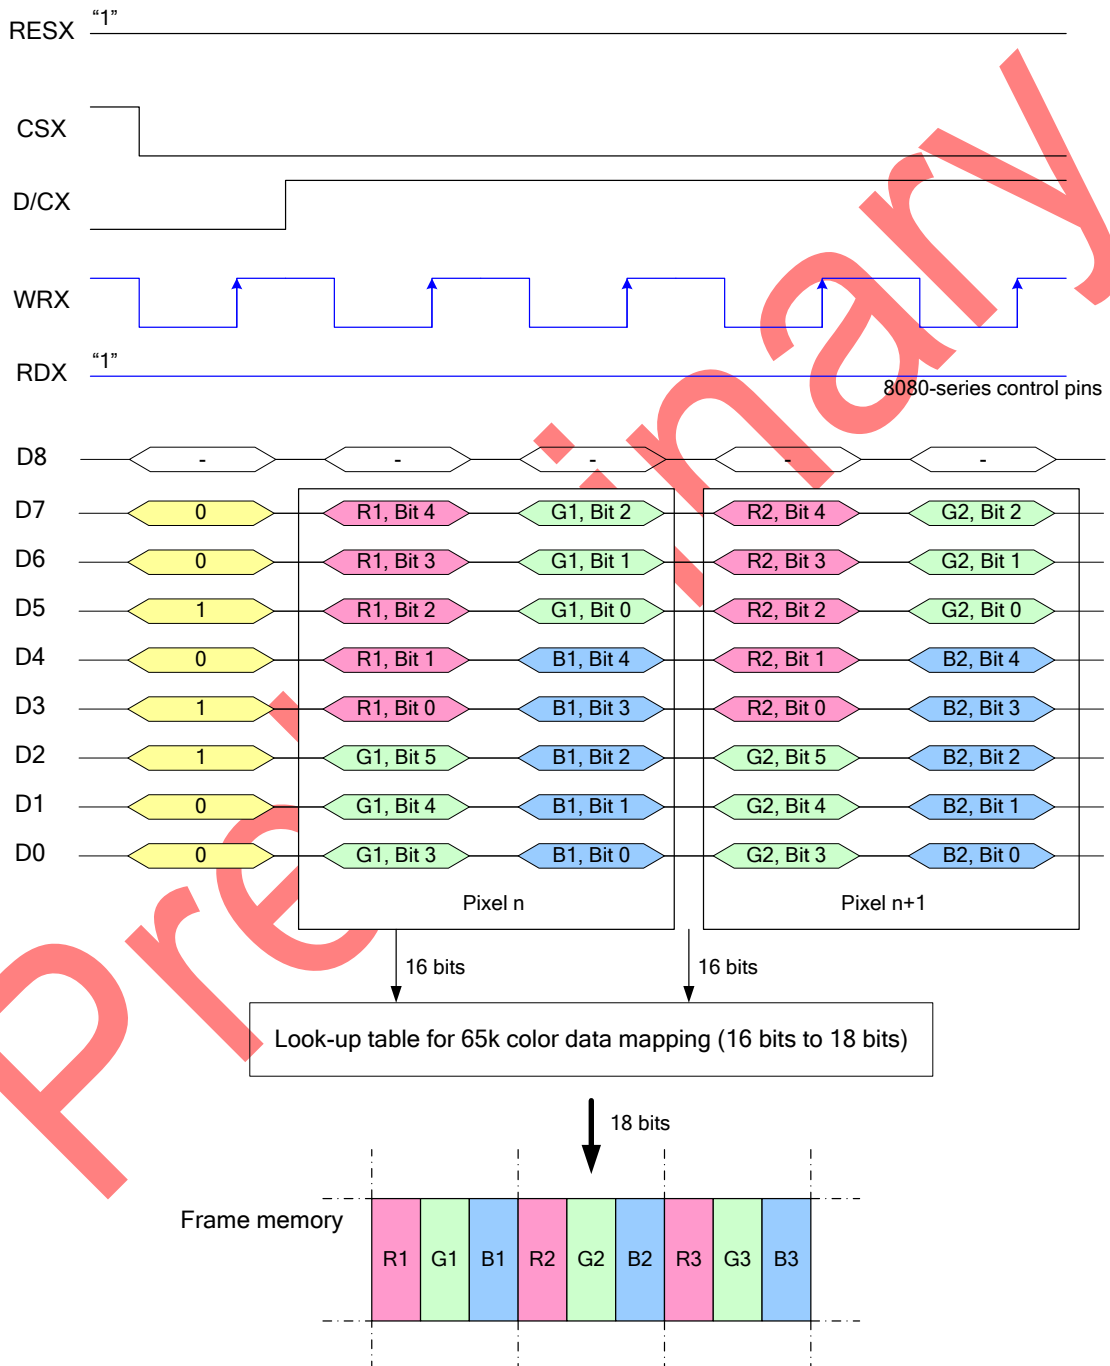 RESX "1"
CSX
D/CX
WRX
RDX "1"
8080-series control pins
D8 - - - - -
D7 0 R1, Bit 4 G1, Bit 2 R2, Bit 4 G2, Bit 2
D6 0 R1, Bit 3 G1, Bit 1 R2, Bit 3 G2, Bit 1
D5 1 R1, Bit 2 G1, Bit 0 R2, Bit 2 G2, Bit 0
D4 0 R1, Bit 1 B1, Bit 4 R2, Bit 1 B2, Bit 4
D3 1 R1, Bit 0 B1, Bit 3 R2, Bit 0 B2, Bit 3
D2 1 G1, Bit 5 B1, Bit 2 G2, Bit 5 B2, Bit 2
D1 0 G1, Bit 4 B1, Bit 1 G2, Bit 4 B2, Bit 1
D0 0 G1, Bit 3 B1, Bit 0 G2, Bit 3 B2, Bit 0
Pixel n Pixel n+1
16 bits 16 bits
Look-up table for 65k color data mapping (16 bits to 18 bits)
18 bits
Frame memory
R1 G1 B1 R2 G2 B2 R3 G3 B3
Preliminary